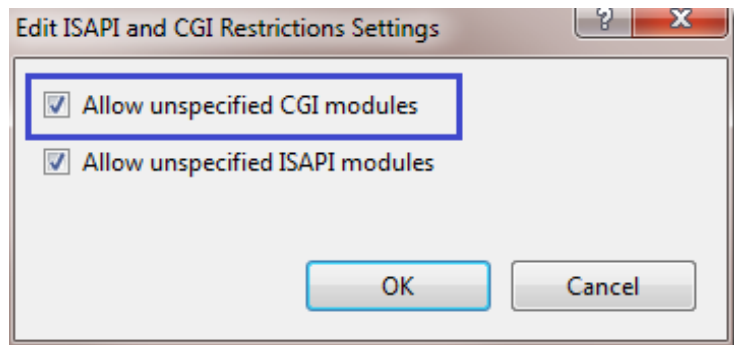 Edit ISAPI and CGI Restrictions Settings
Allow unspecified CGI modules
Allow unspecified ISAPI modules
OK
Cancel